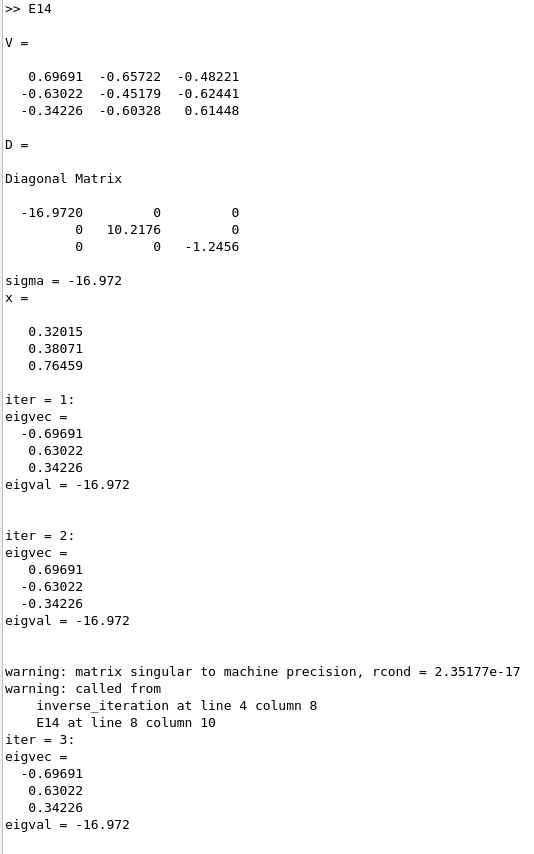 >> E14
V =
0.69691 -0.65722 -0.48221
-0.63022 -0.45179 -0.62441
-0.34226 -0.60328 0.61448
D =
Diagonal Matrix
-16.9720 0 0
0 10.2176 0
0 0 -1.2456
sigma = -16.972
x =
0.32015
0.38071
0.76459
iter = 1:
eigvec =
-0.69691
0.63022
0.34226
eigval = -16.972
iter = 2:
eigvec =
0.69691
-0.63022
-0.34226
eigval = -16.972
warning: matrix singular to machine precision, rcond = 2.35177e-17
warning: called from
inverse_iteration at line 4 column 8
E14 at line 8 column 10
iter = 3:
eigvec =
-0.69691
0.63022
0.34226
eigval = -16.972